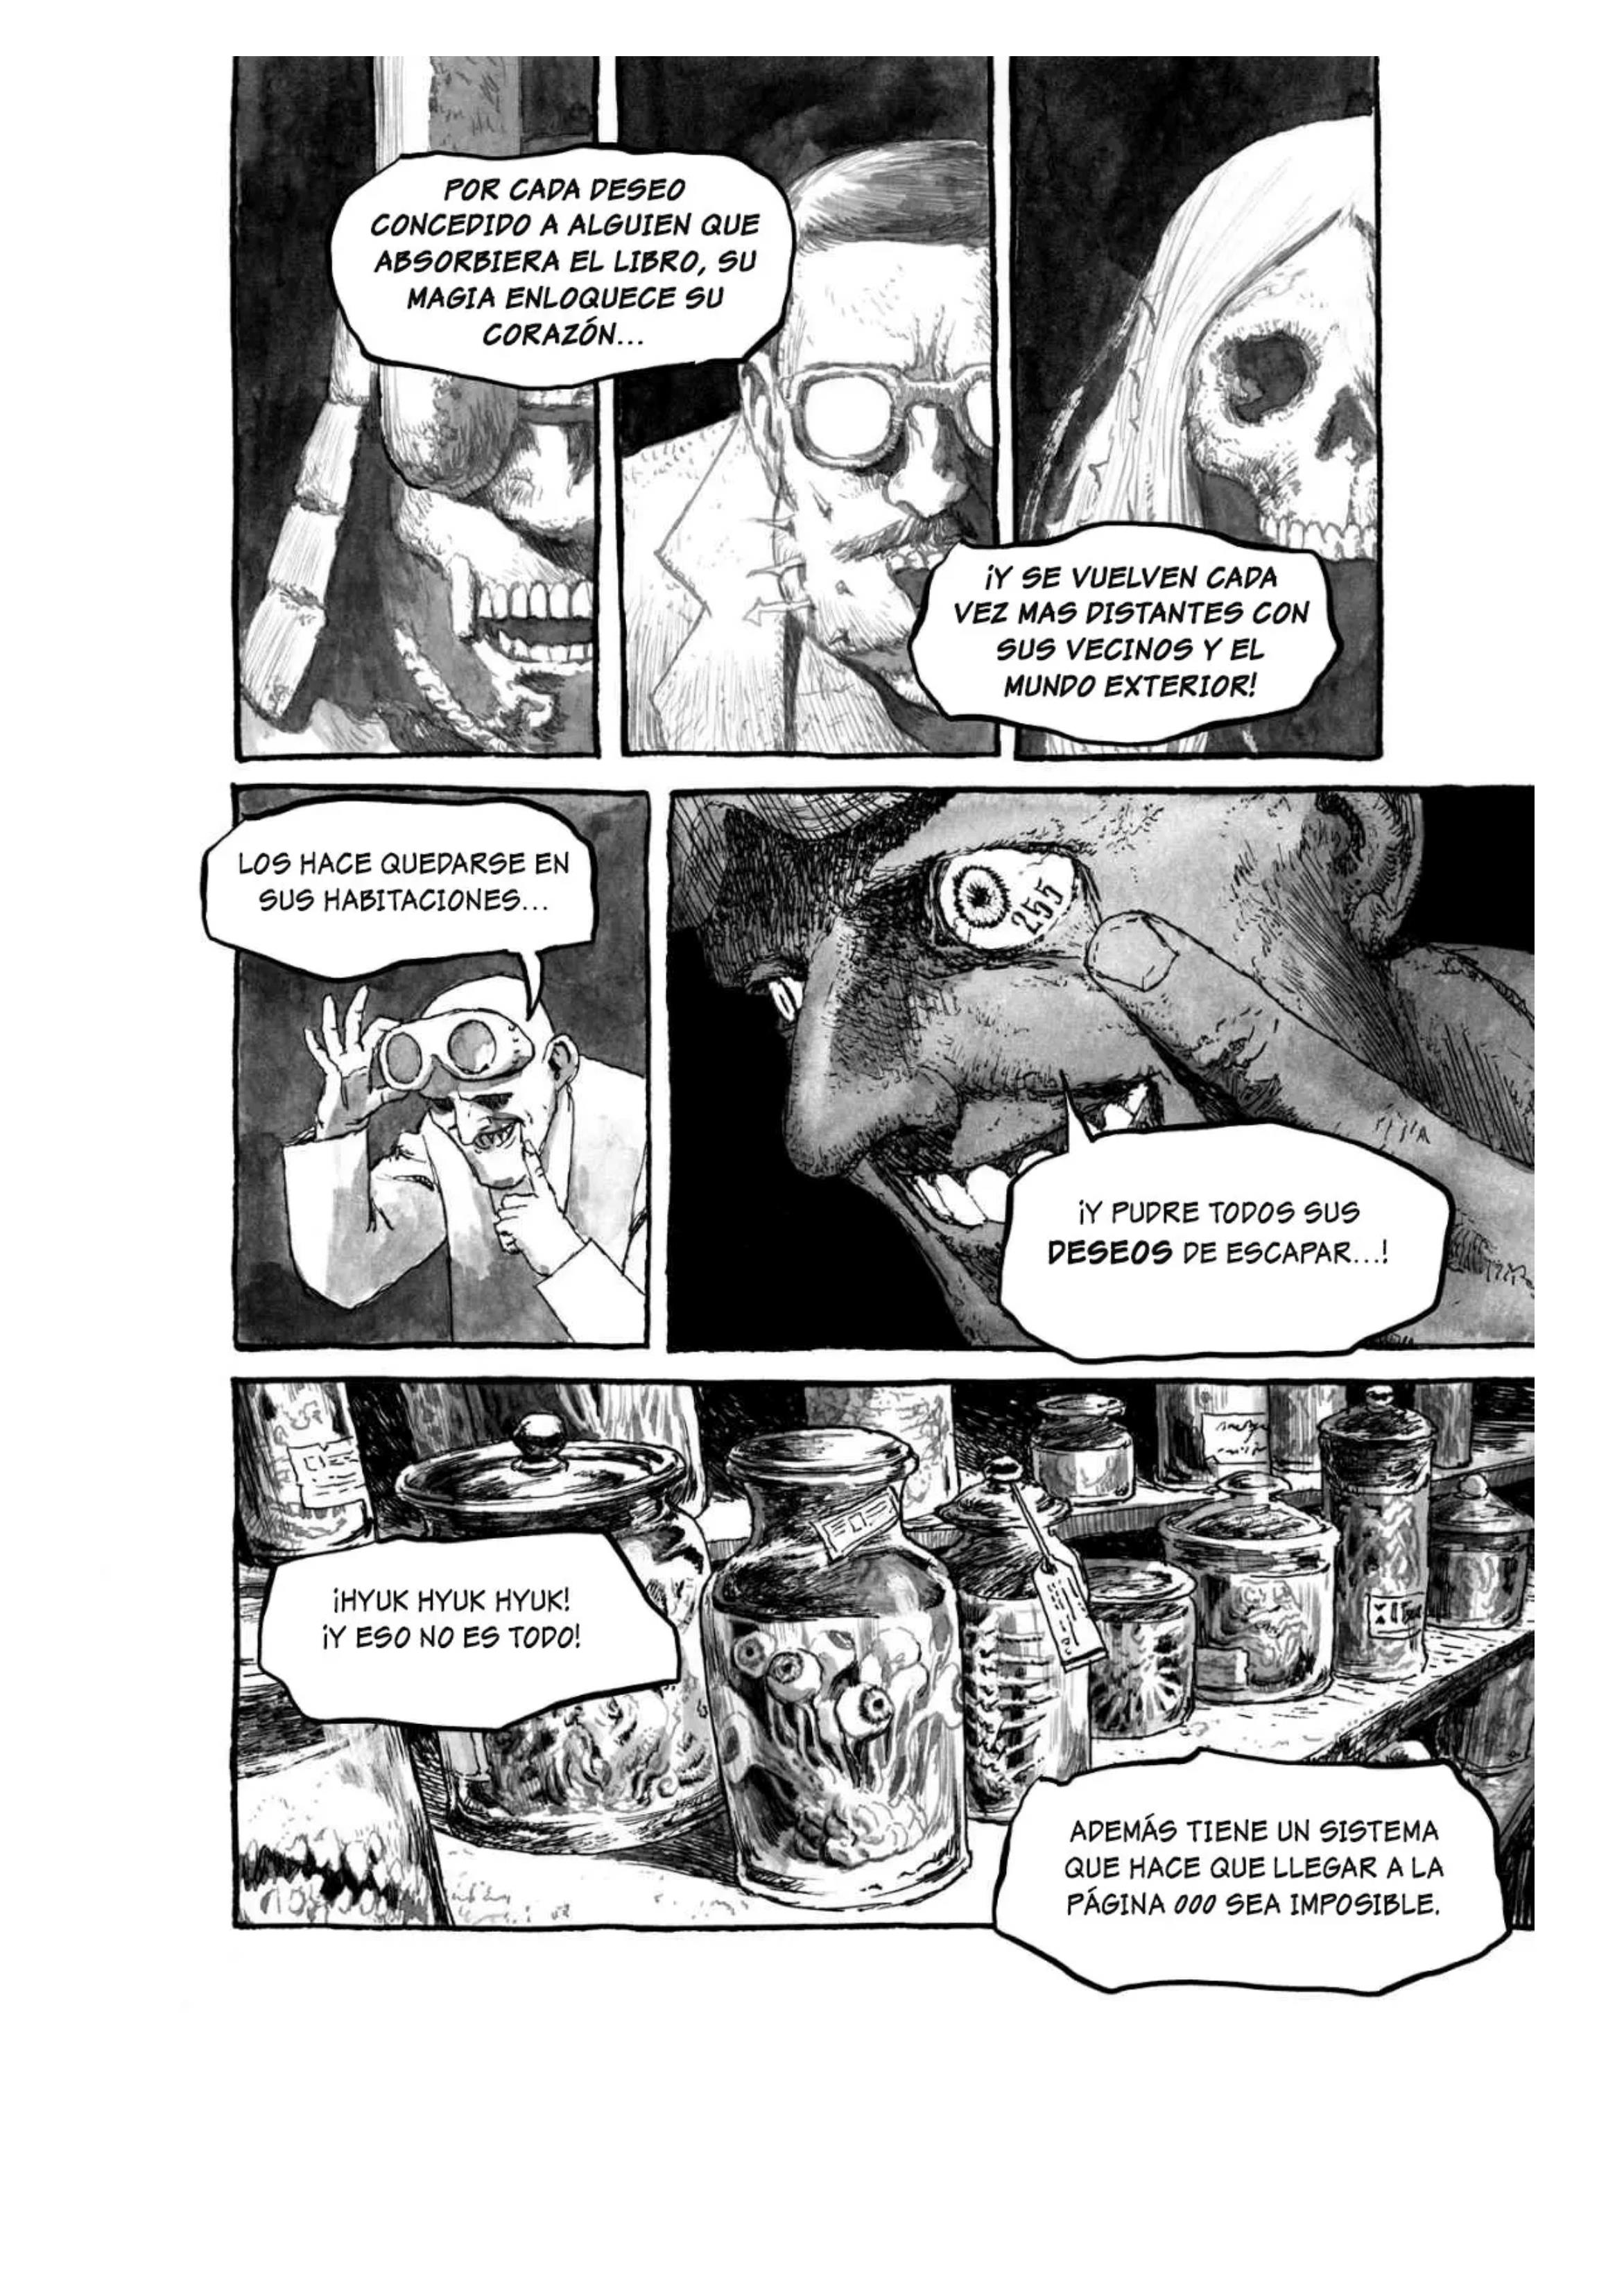 POR CADA DESEO
CONCEDIDO A ALGUIEN QUE
ABSORBIERA EL LIBRO, SU
MAGIA ENLOQUECE SU
CORAZÓN...
¡Y SE VUELVEN CADA
VEZ MAS DISTANTES CON
SUS VECINOS Y EL
MUNDO EXTERIOR!
LOS HACE QUEDARSE EN
SUS HABITACIONES...
255
¡Y PUDRE TODOS SUS
DESEOS DE ESCAPAR...!
¡HYUK HYUK HYUK!
¡Y ESO NO ES TODO!
ADEMÁS TIENE UN SISTEMA
QUE HACE QUE LLEGAR A LA
PÁGINA 000 SEA IMPOSIBLE.